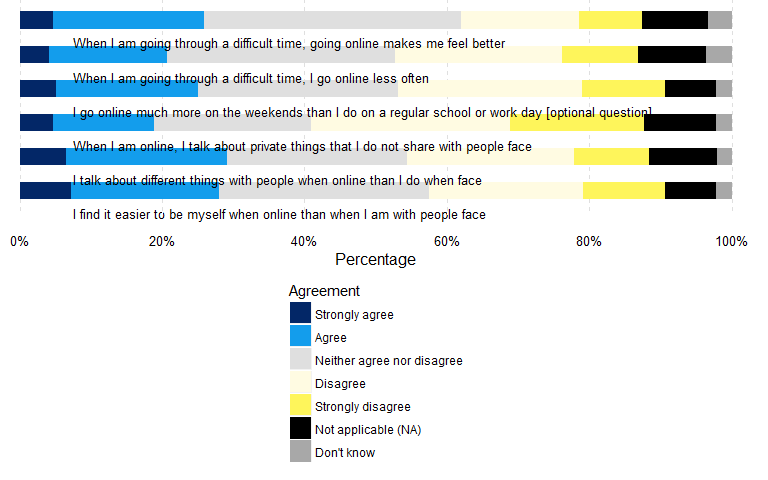 When I am going through a difficult time, going online makes me feel better
When I am going through a difficult time, I go online less often
I go online much more on the weekends than I do on a regular school or work day [optional question]
When I am online, I talk about private things that I do not share with people face
I talk about different things with people when online than I do when face
I find it easier to be myself when online than when I am with people face
0% 20% 40% 60% 80% 100%
Percentage
Agreement
Strongly agree
Agree
Neither agree nor disagree
Disagree
Strongly disagree
Not applicable (NA)
Don't know